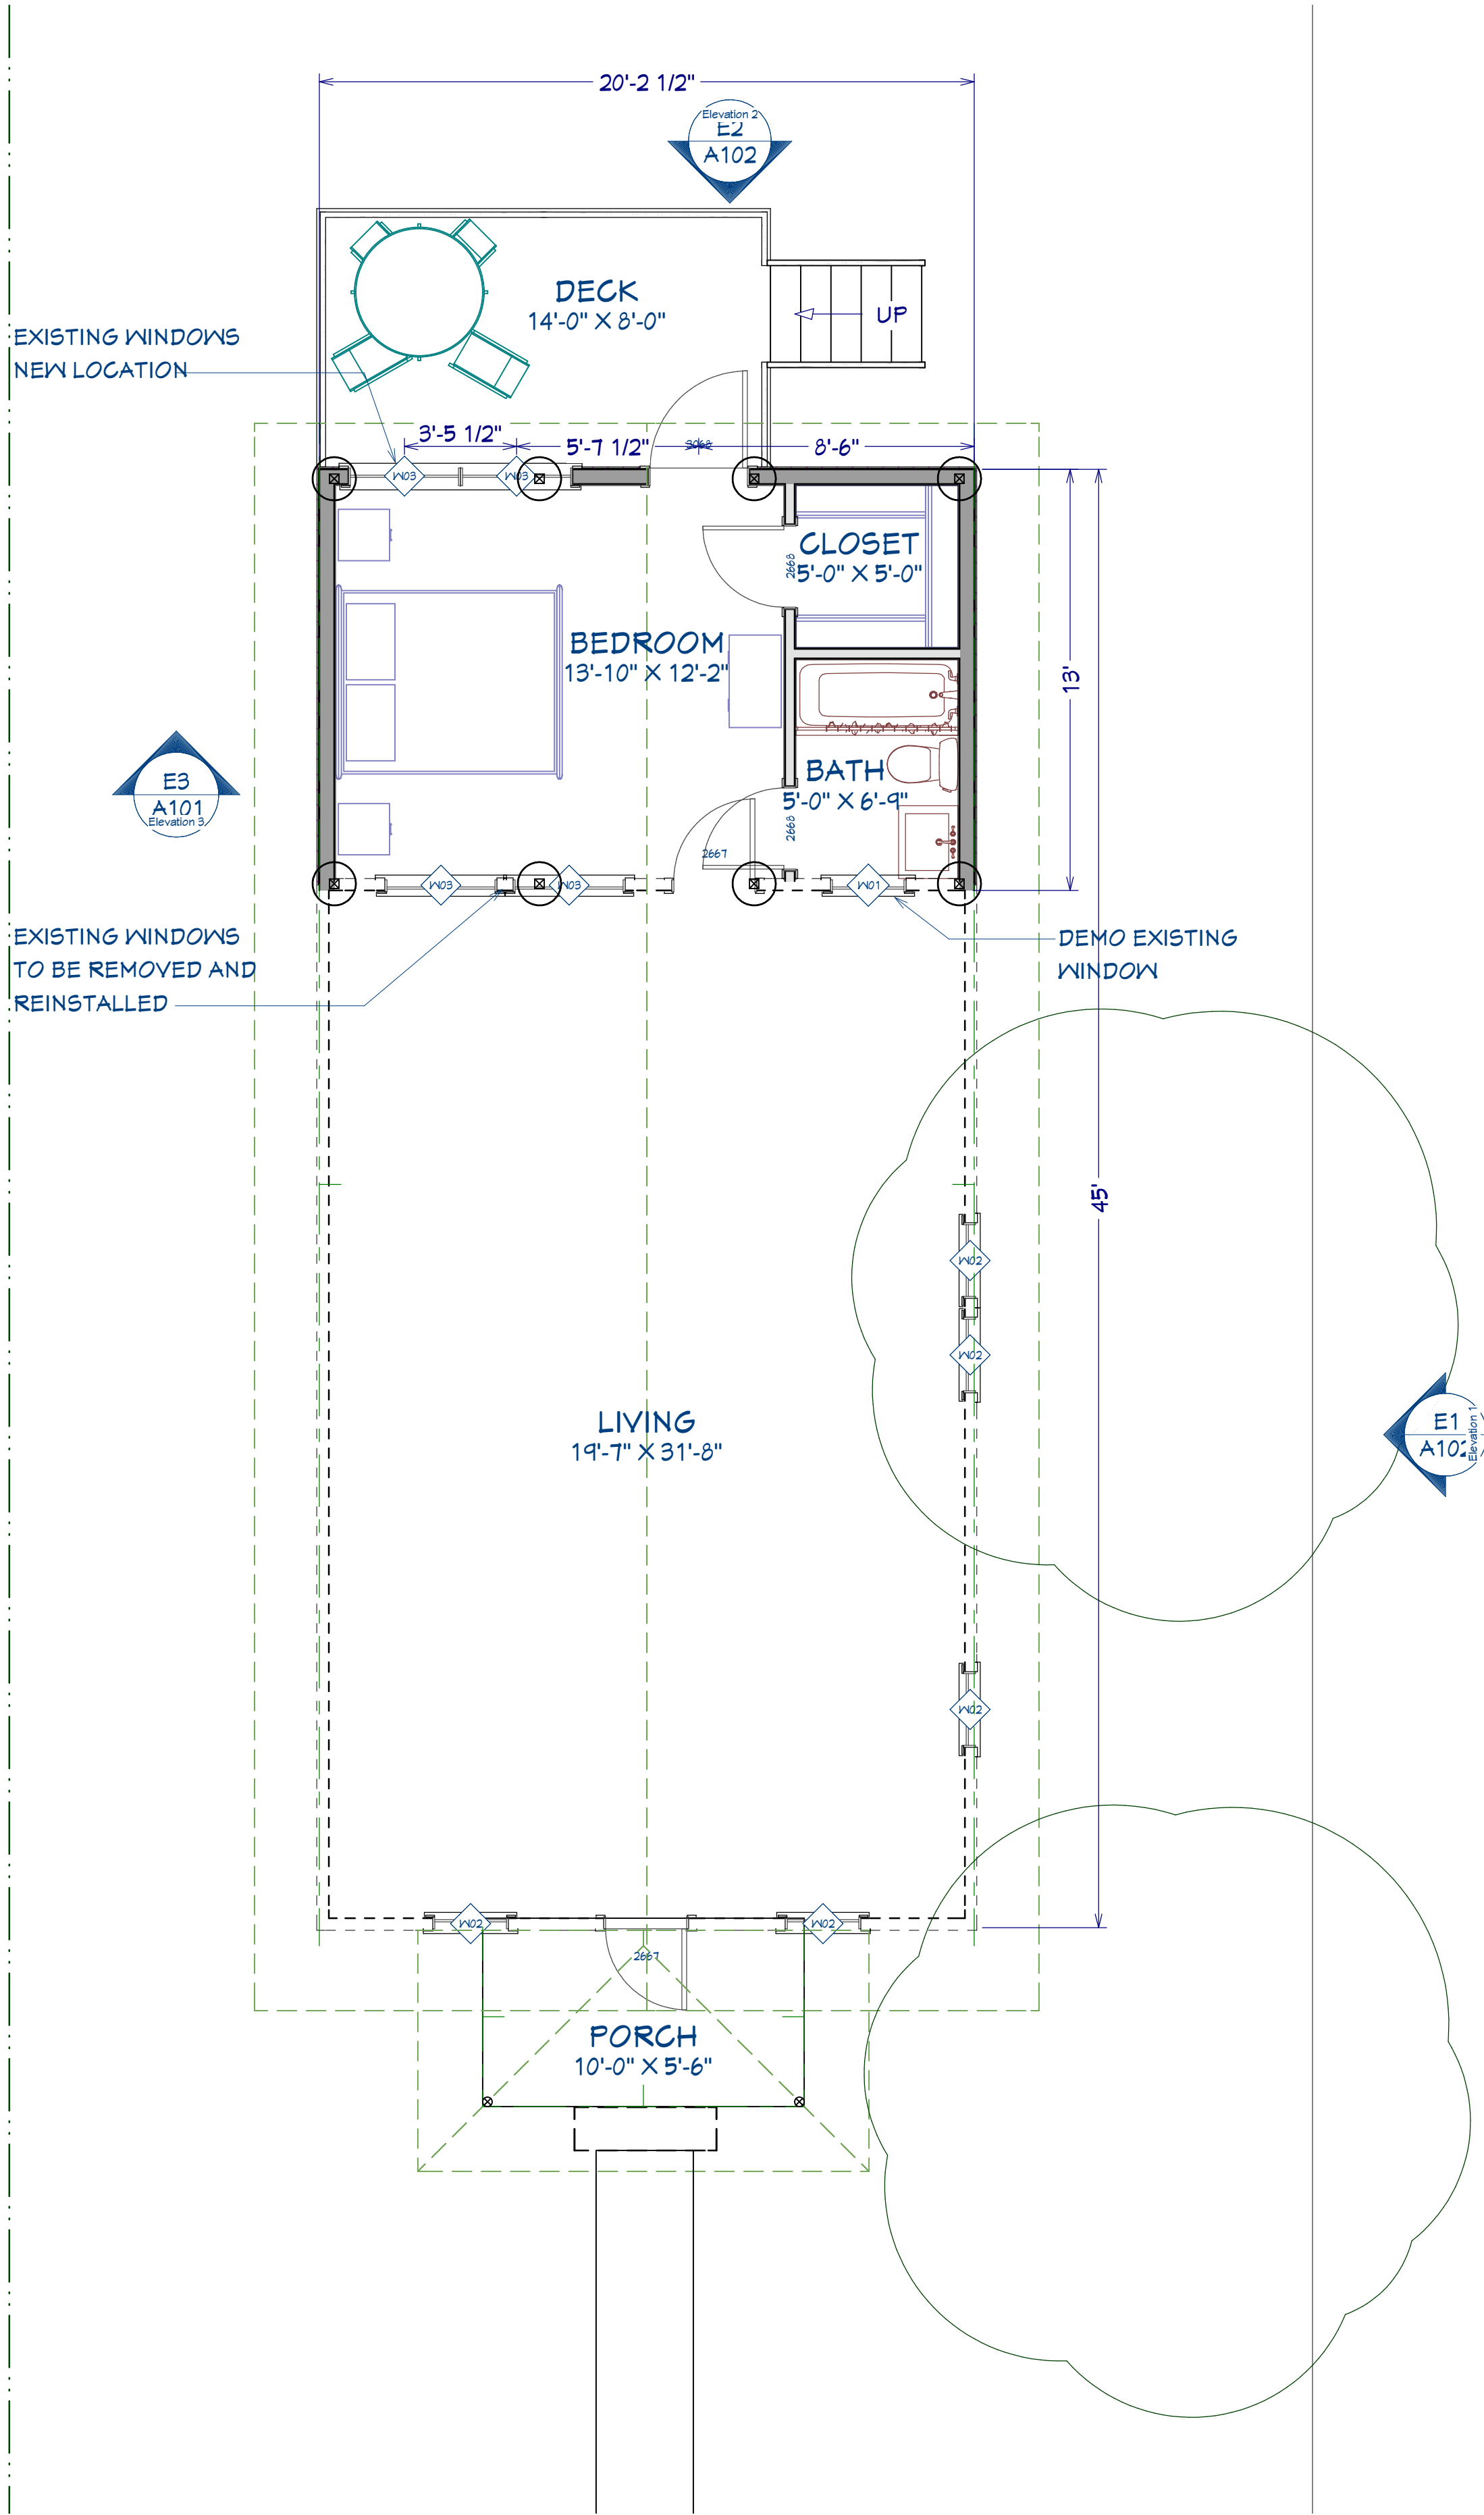 20'-2 1/2"
Elevation 2
E2
A102
DECK
14'-0" X 8'-0"
UP
EXISTING WINDOWS
NEW LOCATION
3'-5 1/2"
5'-7 1/2"
3068
8'-6"
W03
W03
CLOSET
5'-0" X 5'-0"
2668
BEDROOM
13'-10" X 12'-2"
13'
E3
A101
Elevation 3
BATH
5'-0" X 6'-9"
2668
2667
W03
W03
W01
EXISTING WINDOWS
TO BE REMOVED AND
REINSTALLED
DEMO EXISTING
WINDOW
45'
W02
W02
LIVING
19'-7" X 31'-8"
E1
A102
Elevation 1
W02
W02
W02
2667
PORCH
10'-0" X 5'-6"